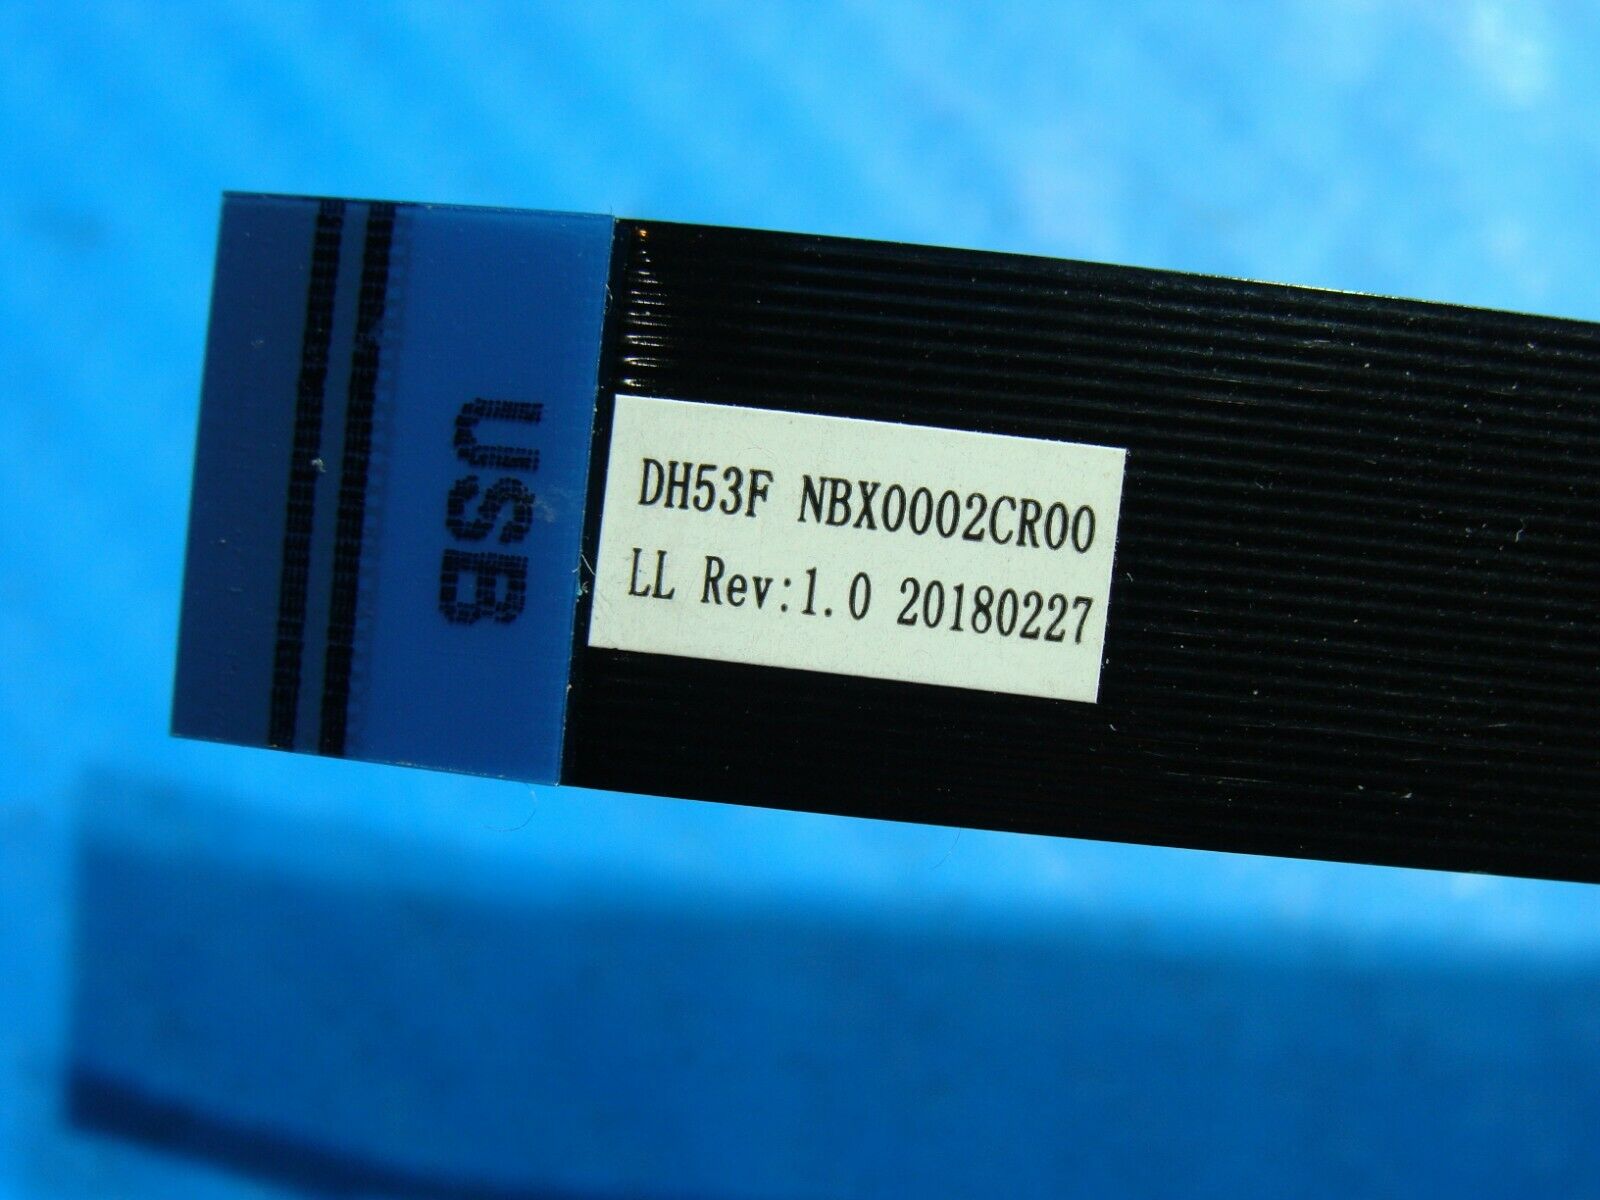 USB
DH53F NBX0002CR00
LL Rev:1.0 20180227